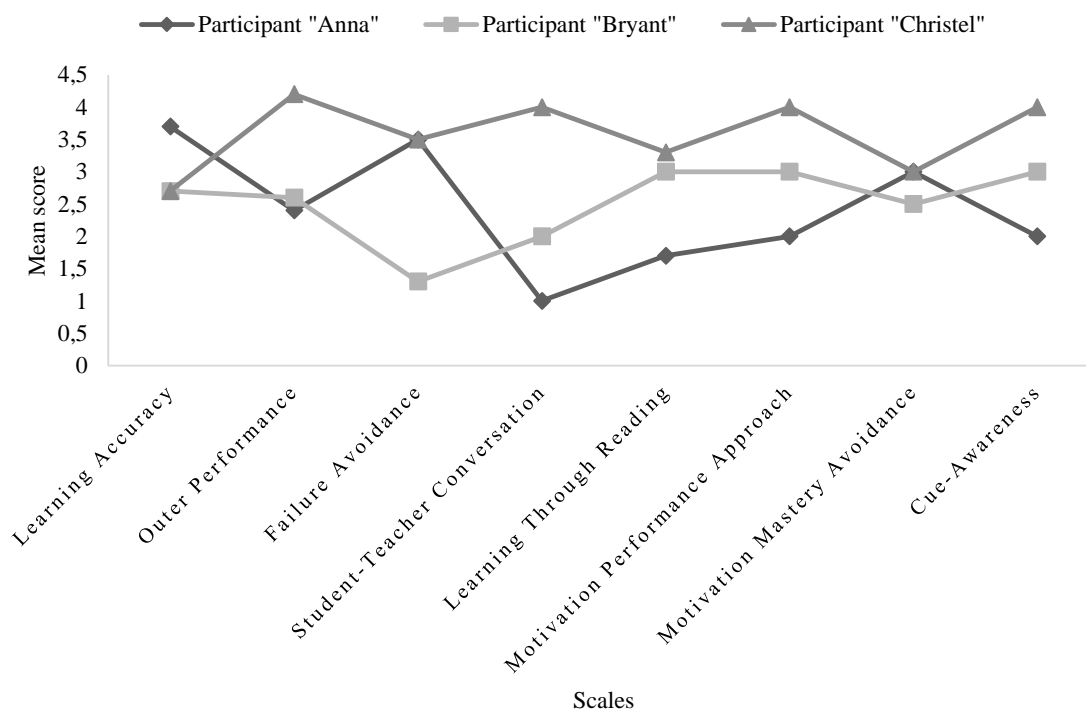 Participant "Anna" Participant "Bryant" Participant "Christel"
Mean score
4,5
4
3,5
3
2,5
2
1,5
1
0,5
0
Learning Accuracy
Outer Performance
Failure Avoidance
Student-Teacher Conversation
Learning Through Reading
Motivation Performance Approach
Motivation Mastery Avoidance
Cue-Awareness
Scales